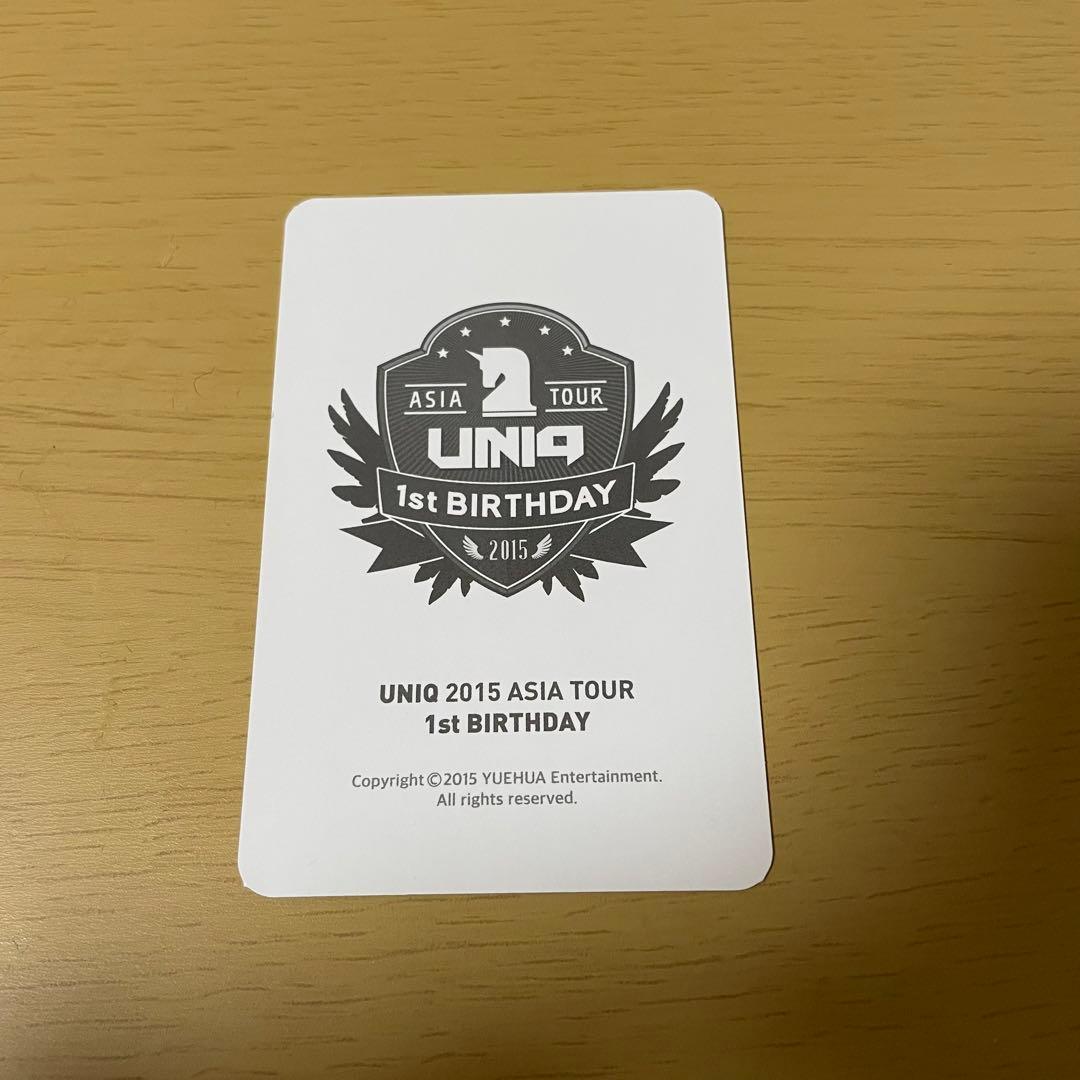 ASIA TOUR
UNIQ
1st BIRTHDAY
2015
UNIQ 2015 ASIA TOUR
1st BIRTHDAY
Copyright ©2015 YUEHUA Entertainment.
All rights reserved.